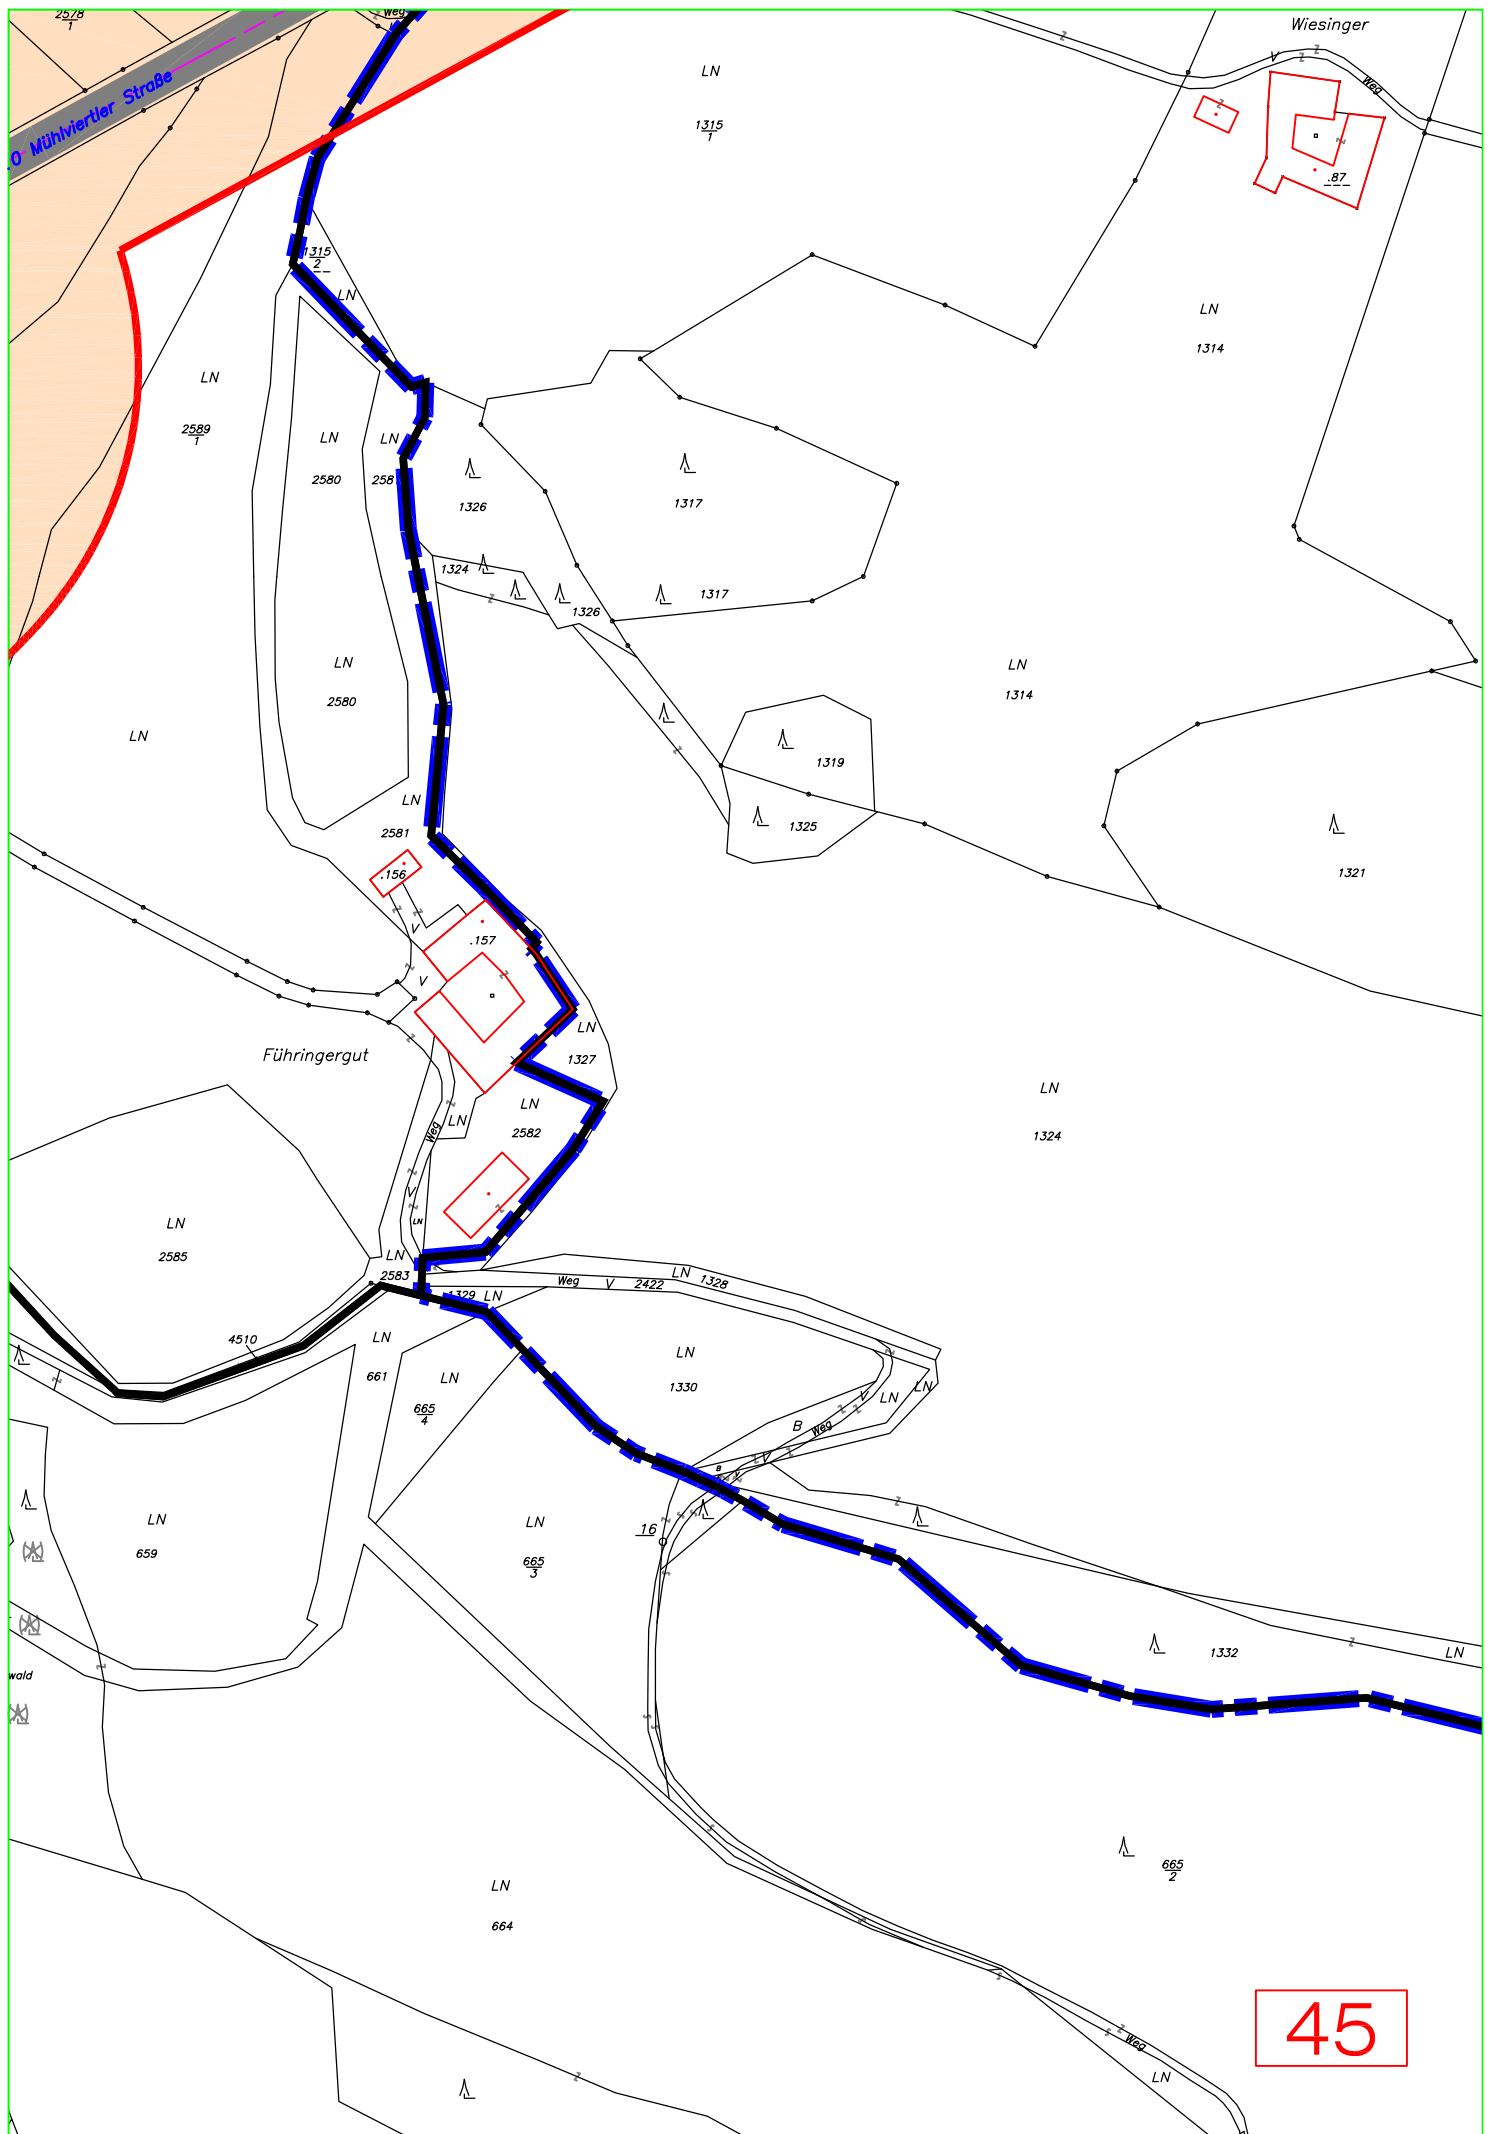 2578
1
Weg
Wiesinger
V
Weg
LN
1315
1
.0 Mühlviertler Straße
.87
1315
2
LN
LN
1314
LN
2589
1
LN
2580
LN
258
1326
1317
1324
1326
1317
LN
2580
LN
1314
LN
1319
LN
2581
1325
1321
.156
V
.157
V
LN
1327
Führingergut
LN
2582
LN
Weg
LN
1324
V
LN
LN
2585
LN
2583
Weg
V
2422
LN
1328
1329
LN
4510
LN
661
LN
665
4
LN
1330
LN
LN
V
B
Weg
V
B
V
LN
659
LN
665
3
16
1332
LN
wald
665
2
LN
664
45
Weg
LN